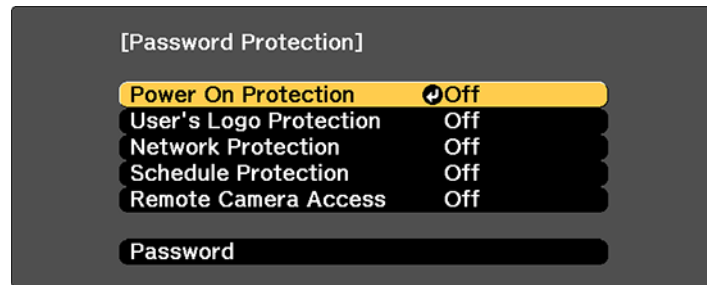 [Password Protection]
Power On Protection Off
User's Logo Protection Off
Network Protection Off
Schedule Protection Off
Remote Camera Access Off
Password